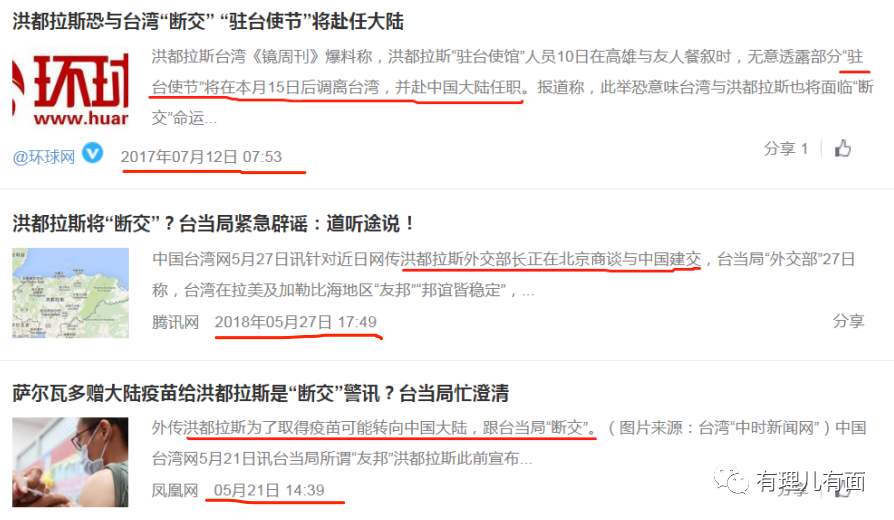 洪都拉斯恐与台湾“断交” “驻台使节”将赴任大陆
环球
www.huar
洪都拉斯台湾《镜周刊》爆料称，洪都拉斯“驻台使馆”人员10日在高雄与友人餐叙时，无意透露部分“驻
台使节”将在本月15日后调离台湾，并赴中国大陆任职。报道称，此举恐意味台湾与洪都拉斯也将面临“断
交”命运...
@环球网 2017年07月12日 07:53
分享 1
洪都拉斯将“断交”？台当局紧急辟谣：道听途说！
中国台湾网5月27日讯针对近日网传洪都拉斯外交部长正在北京商谈与中国建交，台当局“外交部”27日
称，台湾在拉美及加勒比海地区“友邦”“邦谊皆稳定”，...
腾讯网 2018年05月27日 17:49
分享
萨尔瓦多赠大陆疫苗给洪都拉斯是“断交”警讯？台当局忙澄清
外传洪都拉斯为了取得疫苗可能转向中国大陆，跟台当局“断交”。（图片来源：台湾“中时新闻网”）中国
台湾网5月21日讯台当局所谓“友邦”洪都拉斯此前宣布...
凤凰网 05月21日 14:39
分享
有理儿有面